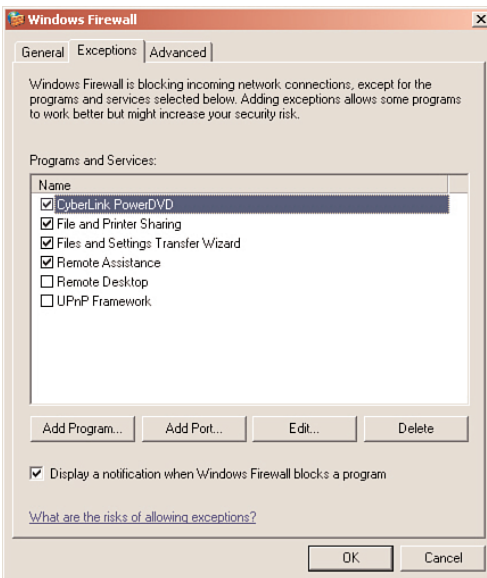 Windows Firewall
General Exceptions Advanced
Windows Firewall is blocking incoming network connections, except for the
programs and services selected below. Adding exceptions allows some programs
to work better but might increase your security risk.
Programs and Services:
Name
CyberLink PowerDVD
File and Printer Sharing
Files and Settings Transfer Wizard
Remote Assistance
Remote Desktop
UPnP Framework
Add Program... Add Port... Edit... Delete
Display a notification when Windows Firewall blocks a program
What are the risks of allowing exceptions?
OK Cancel